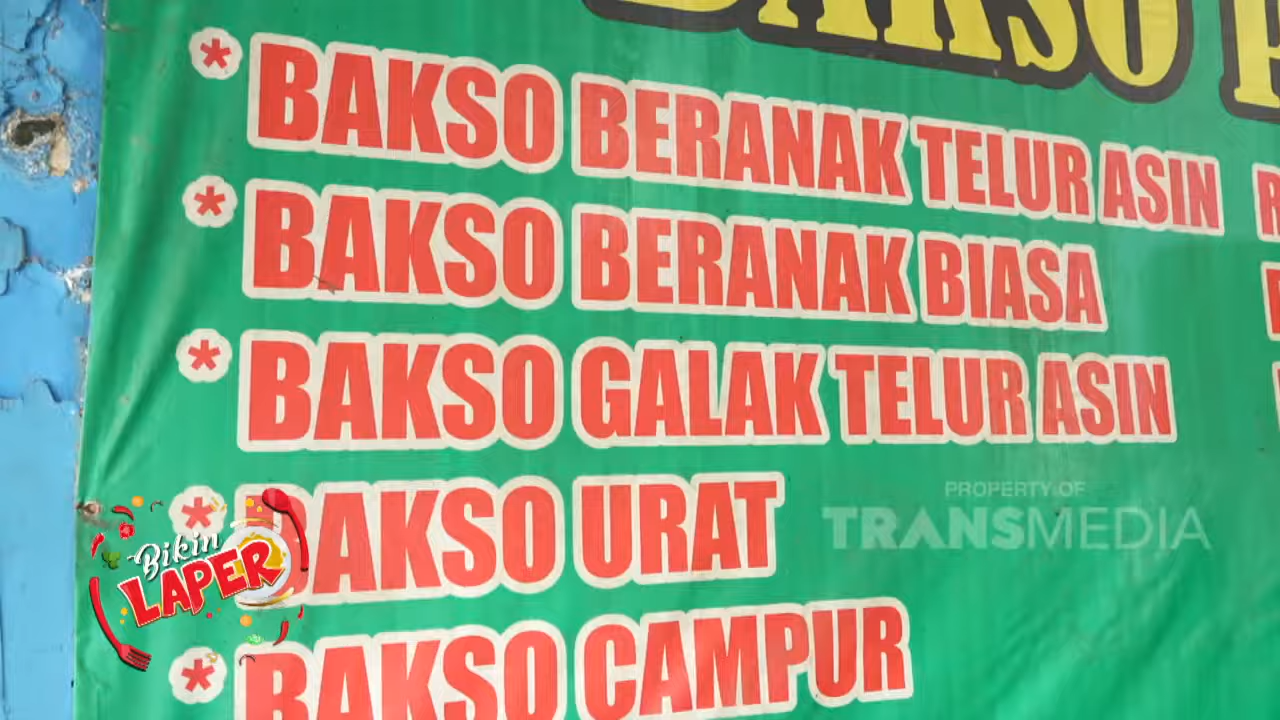 BAKSO
* BAKSO BERANAK TELUR ASIN
* BAKSO BERANAK BIASA
* BAKSO GALAK TELUR ASIN
* BAKSO URAT
* BAKSO CAMPUR
PROPERTY OF
TRANSMEDIA
Bikin
LAPER